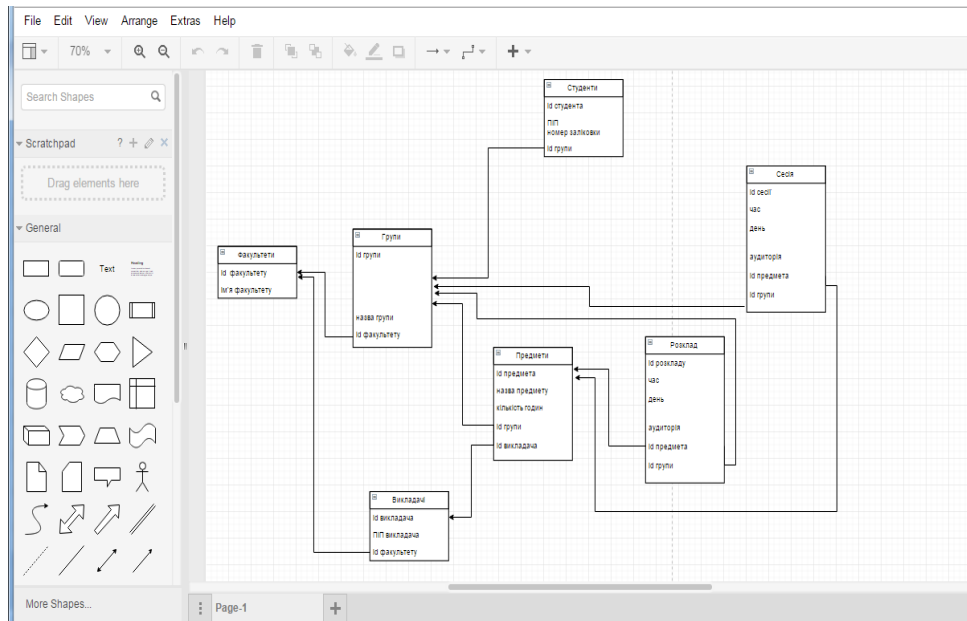 File Edit View Arrange Extras Help
70%
Search Shapes
Scratchpad ?
Drag elements here
General
Text
Heading
More Shapes...
Page-1
Студенти
Id студента
ПІП
номер заліковки
Id групи
Сесія
Id сесії
час
день
аудиторія
Id предмета
Id групи
Групи
Id групи
назва групи
Id факультету
Факультети
Id факультету
Ім'я факультету
Предмети
Id предмета
назва предмету
кількість годин
Id групи
Id викладача
Розклад
Id розкладу
час
день
аудиторія
Id предмета
Id групи
Викладачі
Id викладача
ПІП викладача
Id факультету